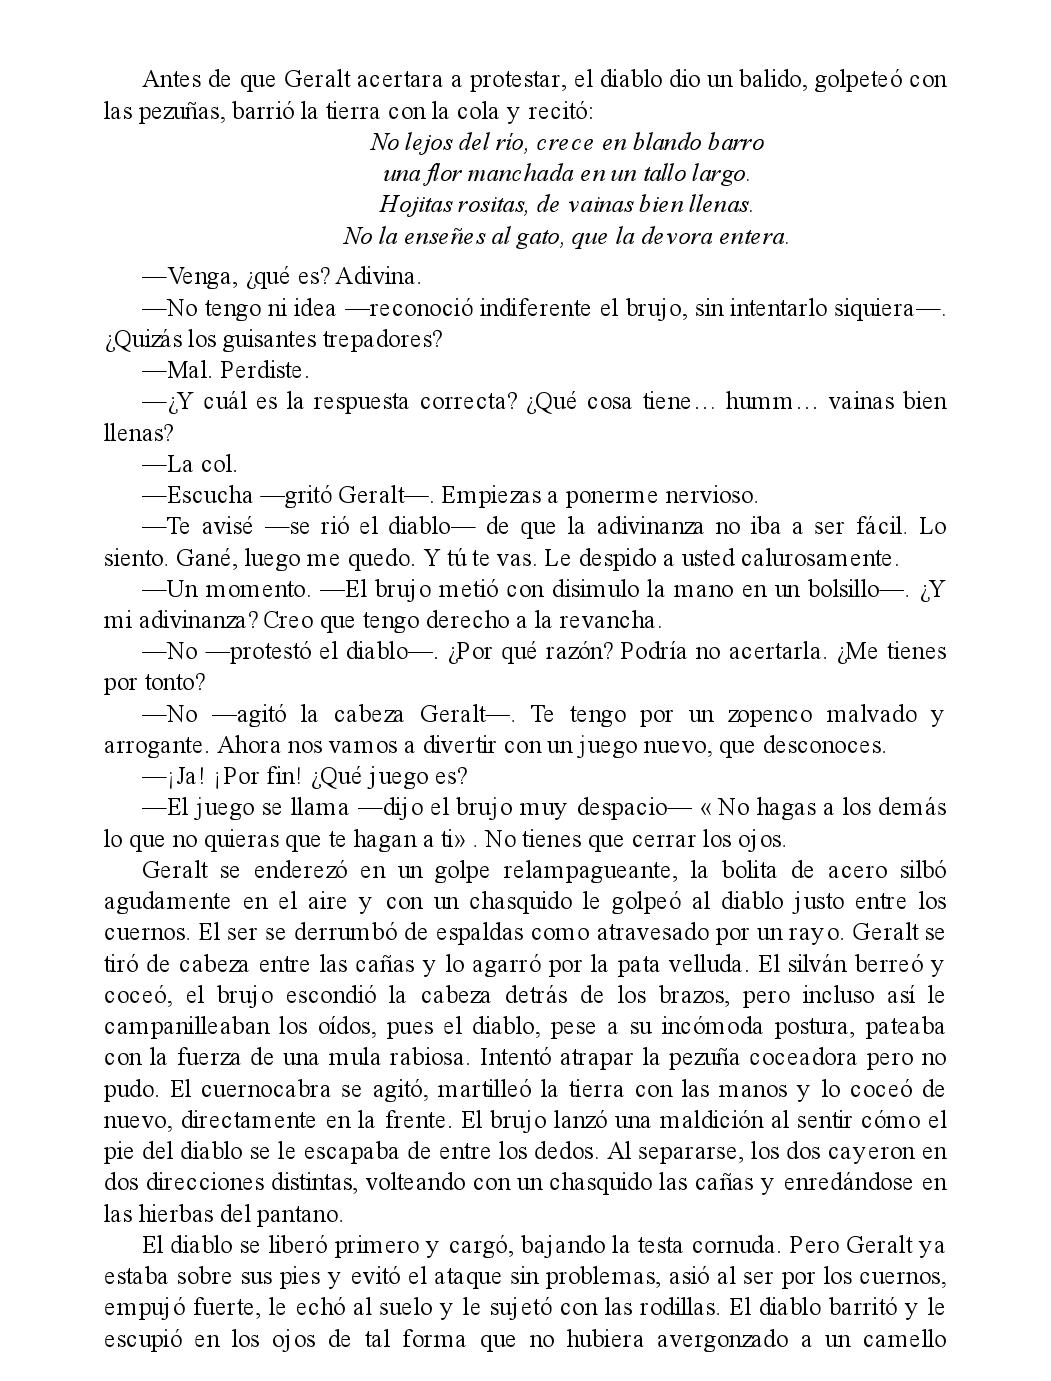 Antes de que Geralt acertara a protestar, el diablo dio un balido, golpeteó con
las pezuñas, barrió la tierra con la cola y recitó:
No lejos del río, crece en blando barro
una flor manchada en un tallo largo.
Hojitas rositas, de vainas bien llenas.
No la enseñes al gato, que la devora entera.
—Venga, ¿qué es? Adivina.
—No tengo ni idea —reconoció indiferente el brujo, sin intentarlo siquiera—.
¿Quizás los guisantes trepadores?
—Mal. Perdiste.
—¿Y cuál es la respuesta correcta? ¿Qué cosa tiene… humm… vainas bien
llenas?
—La col.
—Escucha —gritó Geralt—. Empiezas a ponerme nervioso.
—Te avisé —se rió el diablo— de que la adivinanza no iba a ser fácil. Lo
siento. Gané, luego me quedo. Y tú te vas. Le despido a usted calurosamente.
—Un momento. —El brujo metió con disimulo la mano en un bolsillo—. ¿Y
mi adivinanza? Creo que tengo derecho a la revancha.
—No —protestó el diablo—. ¿Por qué razón? Podría no acertarla. ¿Me tienes
por tonto?
—No —agitó la cabeza Geralt—. Te tengo por un zopenco malvado y
arrogante. Ahora nos vamos a divertir con un juego nuevo, que desconoces.
—¡Ja! ¡Por fin! ¿Qué juego es?
—El juego se llama —dijo el brujo muy despacio— « No hagas a los demás
lo que no quieras que te hagan a ti» . No tienes que cerrar los ojos.
Geralt se enderezó en un golpe relampagueante, la bolita de acero silbó
agudamente en el aire y con un chasquido le golpeó al diablo justo entre los
cuernos. El ser se derrumbó de espaldas como atravesado por un rayo. Geralt se
tiró de cabeza entre las cañas y lo agarró por la pata velluda. El silván berreó y
coceó, el brujo escondió la cabeza detrás de los brazos, pero incluso así le
campanilleaban los oídos, pues el diablo, pese a su incómoda postura, pateaba
con la fuerza de una mula rabiosa. Intentó atrapar la pezuña coceadora pero no
pudo. El cuernocabra se agitó, martilleó la tierra con las manos y lo coceó de
nuevo, directamente en la frente. El brujo lanzó una maldición al sentir cómo el
pie del diablo se le escapaba de entre los dedos. Al separarse, los dos cayeron en
dos direcciones distintas, volteando con un chasquido las cañas y enredándose en
las hierbas del pantano.
El diablo se liberó primero y cargó, bajando la testa cornuda. Pero Geralt ya
estaba sobre sus pies y evitó el ataque sin problemas, asió al ser por los cuernos,
empujó fuerte, le echó al suelo y le sujetó con las rodillas. El diablo barritó y le
escupió en los ojos de tal forma que no hubiera avergonzado a un camello